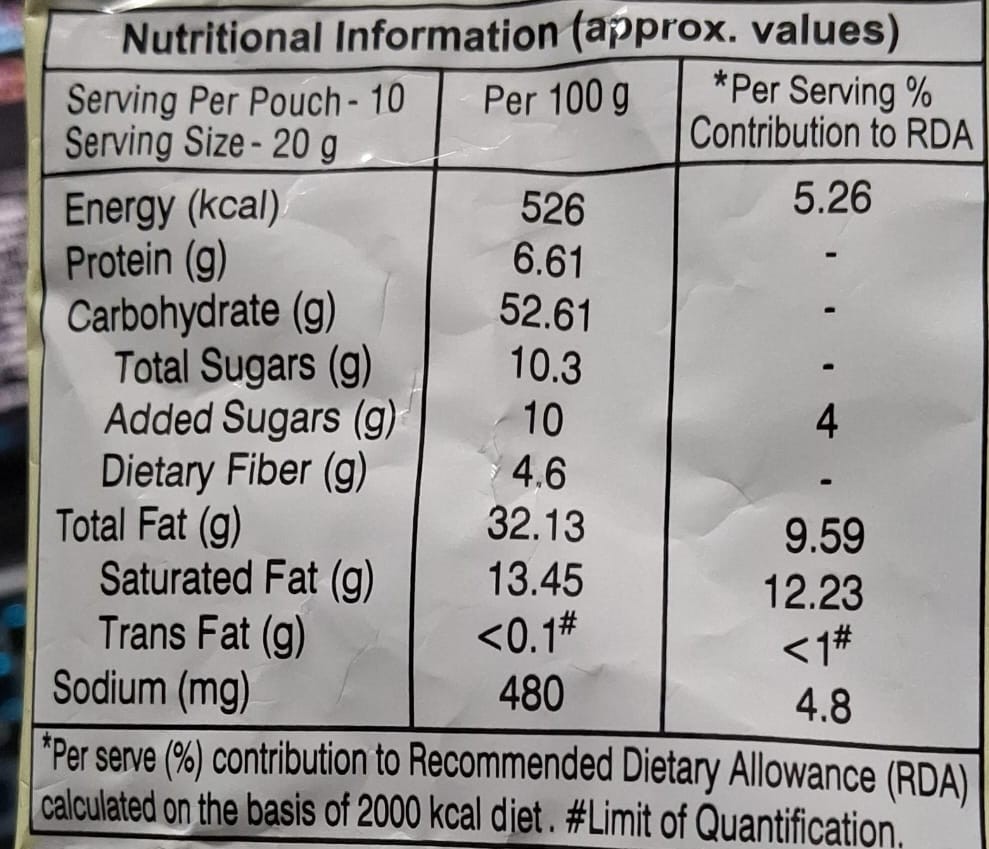 Nutritional Information (approx. values)
Serving Per Pouch - 10
Serving Size - 20 g
Per 100 g
*Per Serving %
Contribution to RDA
Energy (kcal) 526 5.26
Protein (g) 6.61 -
Carbohydrate (g) 52.61 -
Total Sugars (g) 10.3 -
Added Sugars (g) 10 4
Dietary Fiber (g) 4.6 -
Total Fat (g) 32.13 9.59
Saturated Fat (g) 13.45 12.23
Trans Fat (g) <0.1# <1#
Sodium (mg) 480 4.8
*Per serve (%) contribution to Recommended Dietary Allowance (RDA)
calculated on the basis of 2000 kcal diet. #Limit of Quantification.